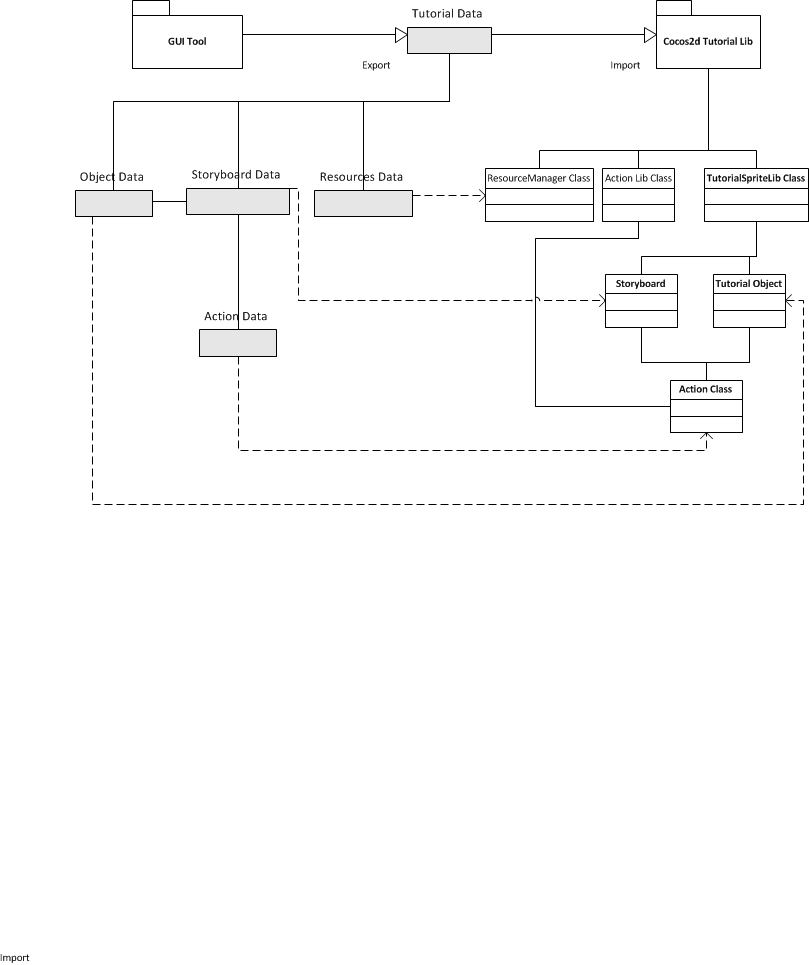 Tutorial Data
GUI Tool
Cocos2d Tutorial Lib
Export
Import
Object Data
Storyboard Data
Resources Data
ResourceManager Class
Action Lib Class
TutorialSpriteLib Class
Storyboard
Tutorial Object
Action Data
Action Class
Import